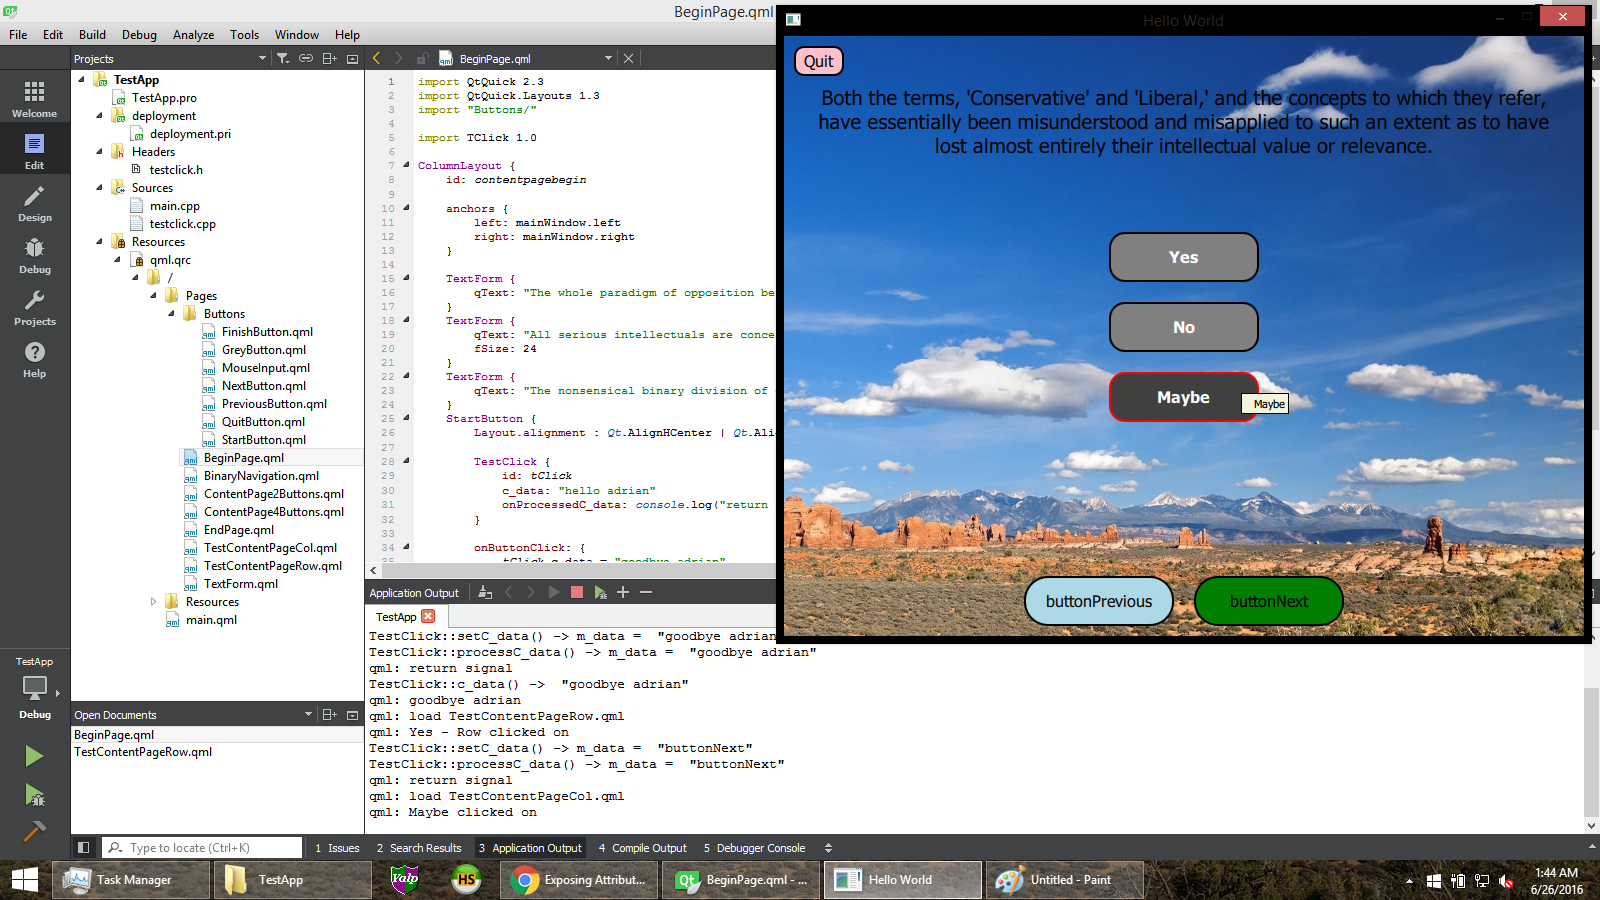 BeginPage.qml
Hello World
File Edit Build Debug Analyze Tools Window Help
Projects
BeginPage.qml
Welcome
Edit
Design
Debug
Projects
Help
TestApp
TestApp.pro
deployment
deployment.pri
Headers
testclick.h
Sources
main.cpp
testclick.cpp
Resources
qml.qrc
/
Pages
Buttons
FinishButton.qml
GreyButton.qml
MouseInput.qml
NextButton.qml
PreviousButton.qml
QuitButton.qml
StartButton.qml
BeginPage.qml
BinaryNavigation.qml
ContentPage2Buttons.qml
ContentPage4Buttons.qml
EndPage.qml
TestContentPageCol.qml
TestContentPageRow.qml
TextForm.qml
Resources
main.qml
1 import QtQuick 2.3
2 import QtQuick.Layouts 1.3
3 import "Buttons/"
4
5 import TClick 1.0
6
7 ColumnLayout {
8 id: contentpagebegin
9
10 anchors {
11 left: mainWindow.left
12 right: mainWindow.right
13 }
14
15 TextForm {
16 qText: "The whole paradigm of opposition be
17 }
18 TextForm {
19 qText: "All serious intellectuals are conce
20 fSize: 24
21 }
22 TextForm {
23 qText: "The nonsensical binary division of
24 }
25 StartButton {
26 Layout.alignment : Qt.AlignHCenter | Qt.Ali
27
28 TestClick {
29 id: tClick
30 c_data: "hello adrian"
31 onProcessedC_data: console.log("return
32 }
33
34 onButtonClick: {
35 tClick.c_data = "goodbye adrian"
Quit
Both the terms, 'Conservative' and 'Liberal,' and the concepts to which they refer,
have essentially been misunderstood and misapplied to such an extent as to have
lost almost entirely their intellectual value or relevance.
Yes
No
Maybe
Maybe
buttonPrevious
buttonNext
Application Output
TestApp
TestClick::setC_data() -> m_data = "goodbye adrian
TestClick::processC_data() -> m_data = "goodbye adrian"
qml: return signal
TestClick::c_data() -> "goodbye adrian"
qml: goodbye adrian
qml: load TestContentPageRow.qml
qml: Yes - Row clicked on
TestClick::setC_data() -> m_data = "buttonNext"
TestClick::processC_data() -> m_data = "buttonNext"
qml: return signal
qml: load TestContentPageCol.qml
qml: Maybe clicked on
TestApp
Debug
Open Documents
BeginPage.qml
TestContentPageRow.qml
Type to locate (Ctrl+K)
1 Issues 2 Search Results 3 Application Output 4 Compile Output 5 Debugger Console
Task Manager
TestApp
Yalp
HS
Exposing Attribut...
BeginPage.qml - ...
Hello World
Untitled - Paint
1:44 AM
6/26/2016